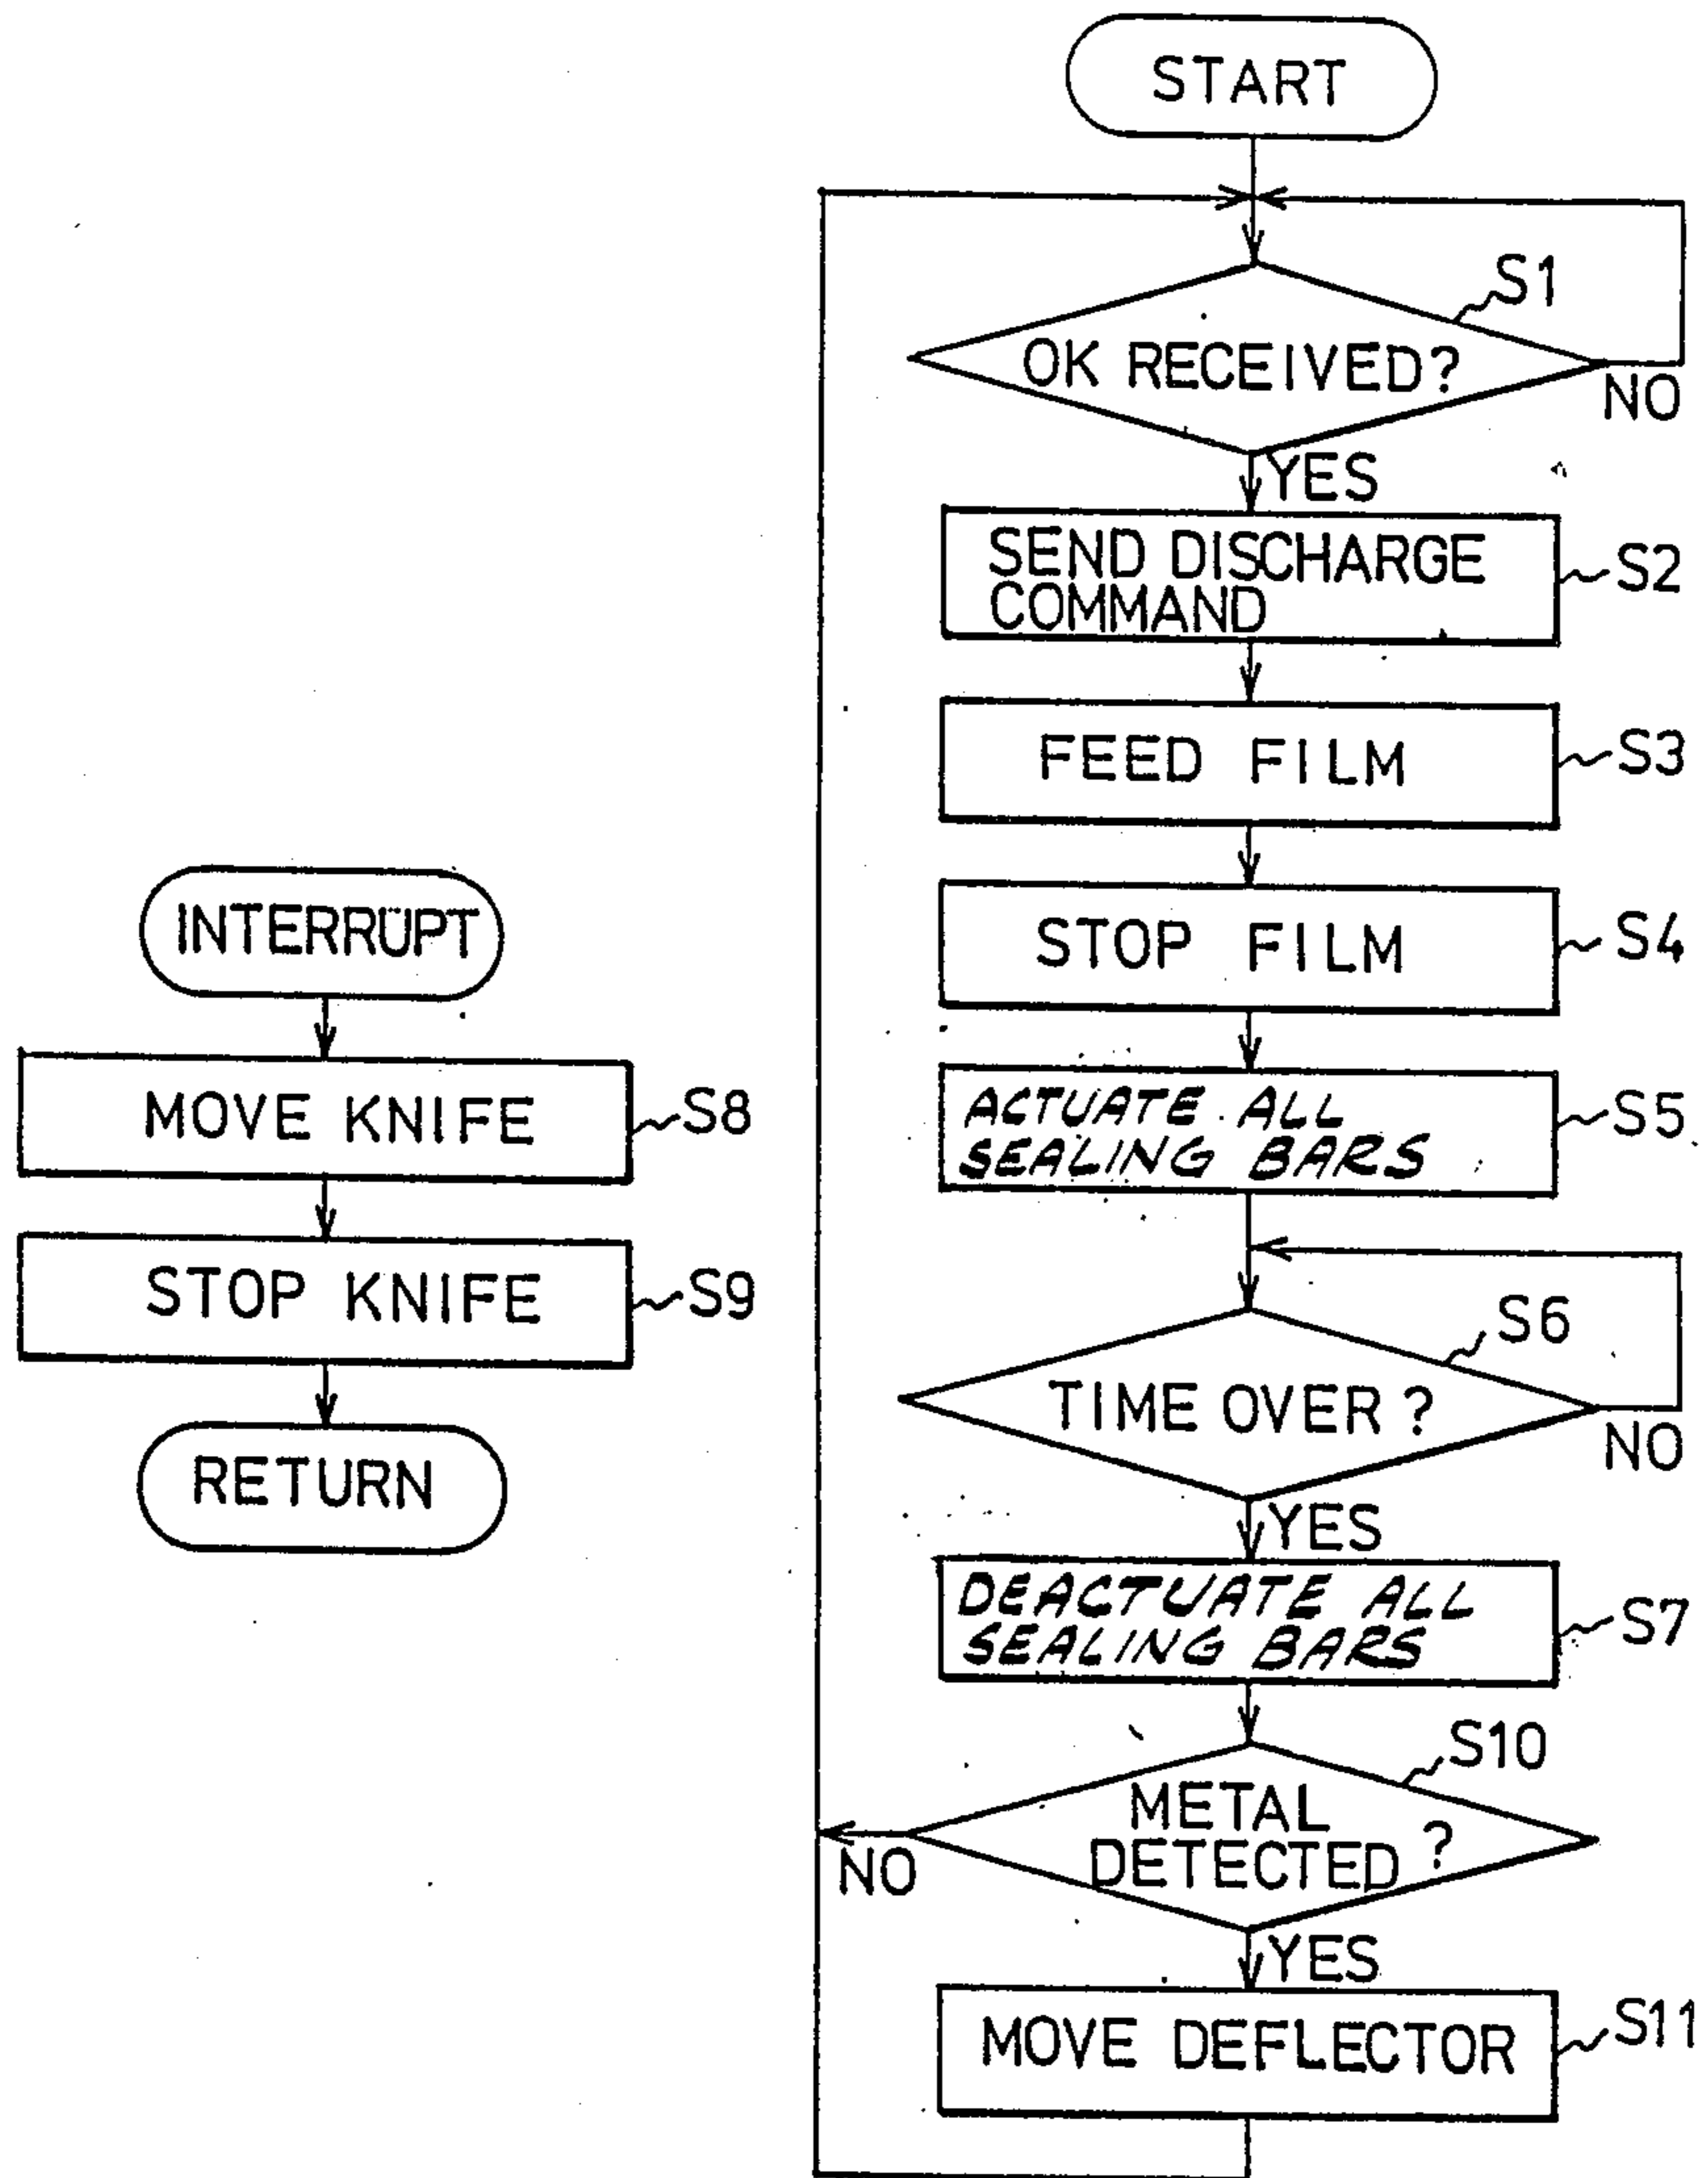 START
S1
OK RECEIVED?
NO
YES
SEND DISCHARGE
COMMAND
S2
FEED FILM
S3
STOP FILM
S4
ACTUATE ALL
SEALING BARS
S5
S6
TIME OVER ?
NO
YES
DEACTUATE ALL
SEALING BARS
S7
S10
METAL
DETECTED ?
NO
YES
MOVE DEFLECTOR
S11
INTERRUPT
MOVE KNIFE
S8
STOP KNIFE
S9
RETURN